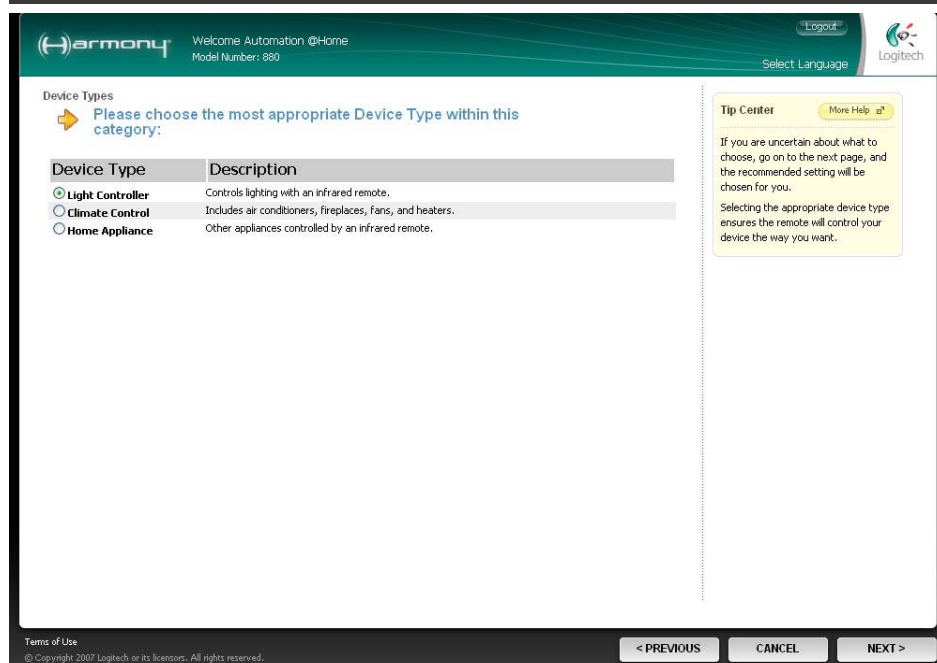 Harmony
Welcome Automation @Home
Model Number: 880
Logout
Select Language
Logitech
Device Types
Please choose the most appropriate Device Type within this
category:
Device Type Description
Light Controller Controls lighting with an infrared remote.
Climate Control Includes air conditioners, fireplaces, fans, and heaters.
Home Appliance Other appliances controlled by an infrared remote.
Tip Center More Help
If you are uncertain about what to
choose, go on to the next page, and
the recommended setting will be
chosen for you.
Selecting the appropriate device type
ensures the remote will control your
device the way you want.
Terms of Use
© Copyright 2007 Logitech or its licensors. All rights reserved.
< PREVIOUS CANCEL NEXT >